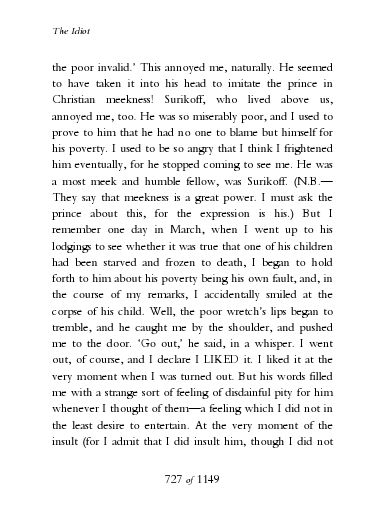 The Idiot
the poor invalid.’ This annoyed me, naturally. He seemed
to have taken it into his head to imitate the prince in
Christian meekness! Surikoff, who lived above us,
annoyed me, too. He was so miserably poor, and I used to
prove to him that he had no one to blame but himself for
his poverty. I used to be so angry that I think I frightened
him eventually, for he stopped coming to see me. He was
a most meek and humble fellow, was Surikoff. (N.B.—
They say that meekness is a great power. I must ask the
prince about this, for the expression is his.) But I
remember one day in March, when I went up to his
lodgings to see whether it was true that one of his children
had been starved and frozen to death, I began to hold
forth to him about his poverty being his own fault, and, in
the course of my remarks, I accidentally smiled at the
corpse of his child. Well, the poor wretch’s lips began to
tremble, and he caught me by the shoulder, and pushed
me to the door. ‘Go out,’ he said, in a whisper. I went
out, of course, and I declare I LIKED it. I liked it at the
very moment when I was turned out. But his words filled
me with a strange sort of feeling of disdainful pity for him
whenever I thought of them—a feeling which I did not in
the least desire to entertain. At the very moment of the
insult (for I admit that I did insult him, though I did not
727 of 1149